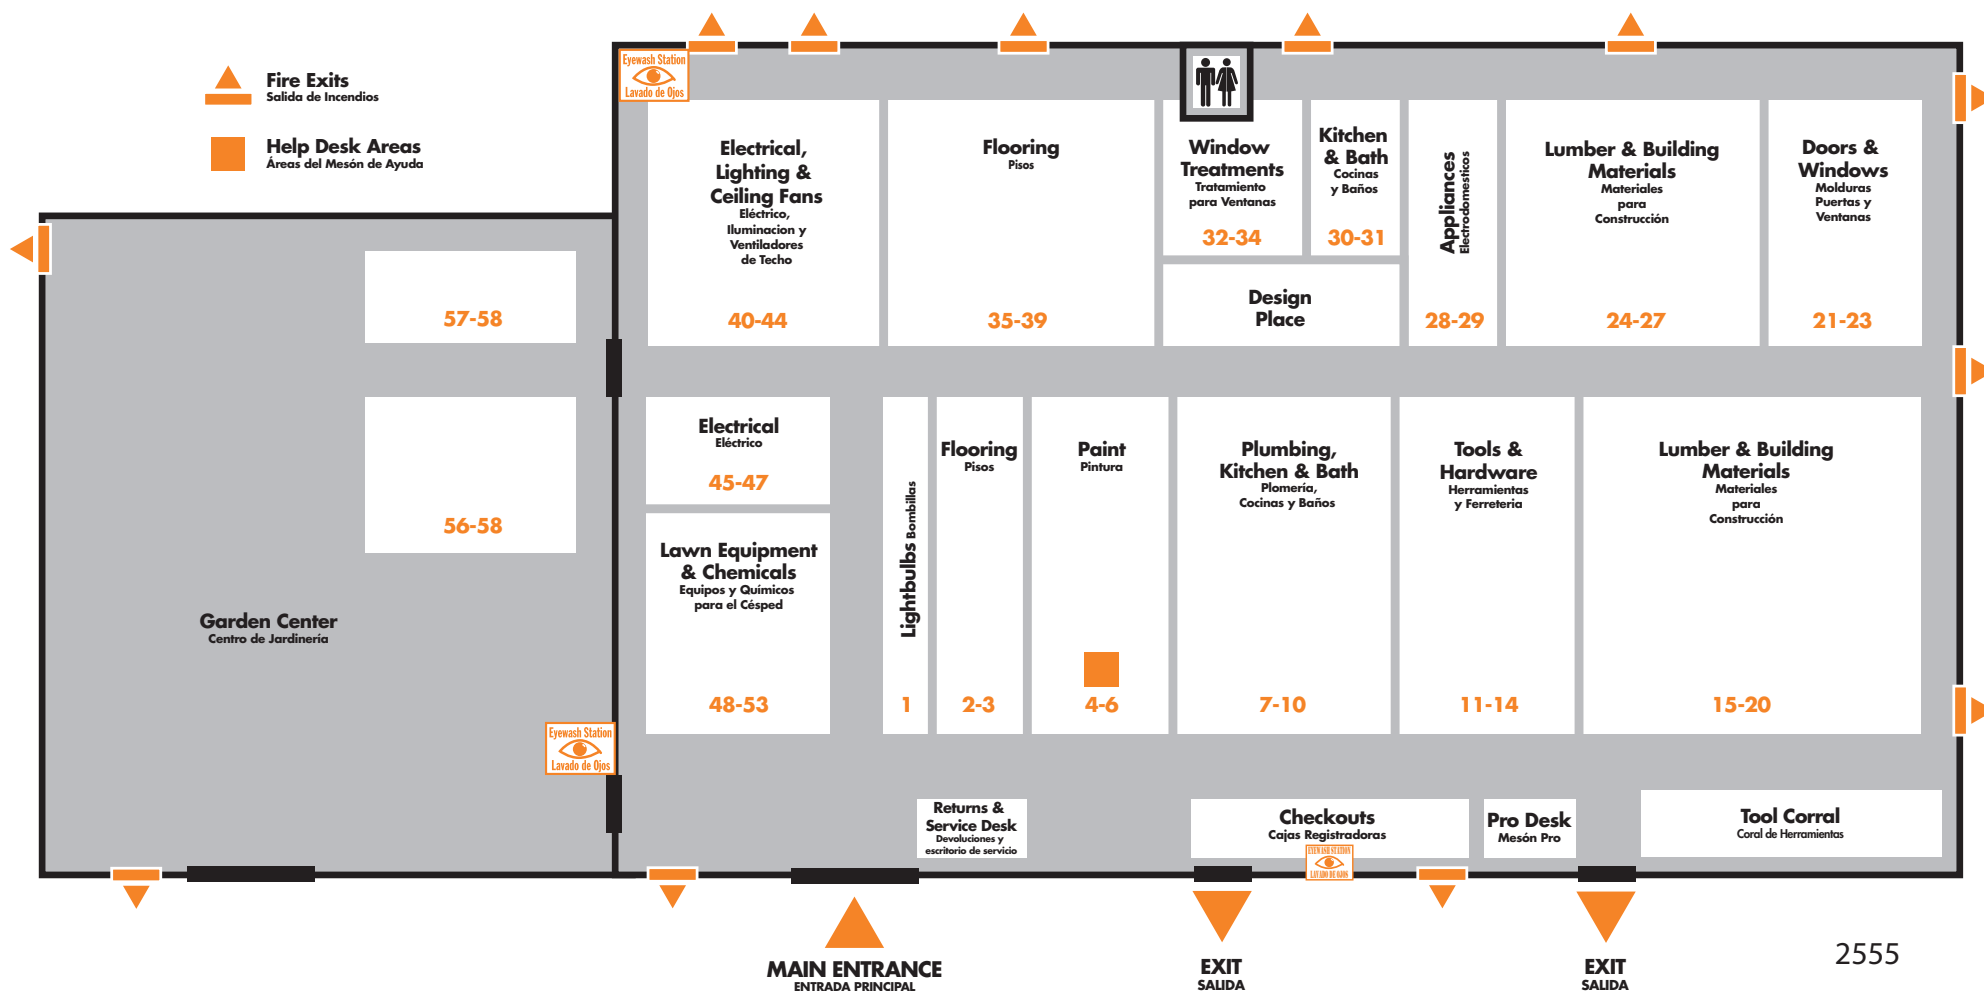 Fire Exits
Salida de Incendios
Help Desk Areas
Áreas del Mesón de Ayuda
Eyewash Station
Lavado de Ojos
Electrical,
Lighting &
Ceiling Fans
Eléctrico,
Iluminacion y
Ventiladores
de Techo
40-44
Flooring
Pisos
35-39
Window
Treatments
Tratamiento
para Ventanas
32-34
Kitchen
& Bath
Cocinas
y Baños
30-31
Design
Place
Appliances
Electrodomesticos
28-29
Lumber & Building
Materials
Materiales
para
Construcción
24-27
Doors &
Windows
Molduras
Puertas y
Ventanas
21-23
57-58
56-58
Garden Center
Centro de Jardinería
Electrical
Eléctrico
45-47
Lawn Equipment
& Chemicals
Equipos y Químicos
para el Césped
48-53
Lightbulbs Bombillas
1
Flooring
Pisos
2-3
Paint
Pintura
4-6
Plumbing,
Kitchen & Bath
Plomería,
Cocinas y Baños
7-10
Tools &
Hardware
Herramientas
y Ferreteria
11-14
Lumber & Building
Materials
Materiales
para
Construcción
15-20
Eyewash Station
Lavado de Ojos
Returns &
Service Desk
Devoluciones y
escritorio de servicio
Checkouts
Cajas Registradoras
EYEWASH STATION
LAVADO DE OJOS
Pro Desk
Mesón Pro
Tool Corral
Coral de Herramientas
MAIN ENTRANCE
ENTRADA PRINCIPAL
EXIT
SALIDA
EXIT
SALIDA
2555